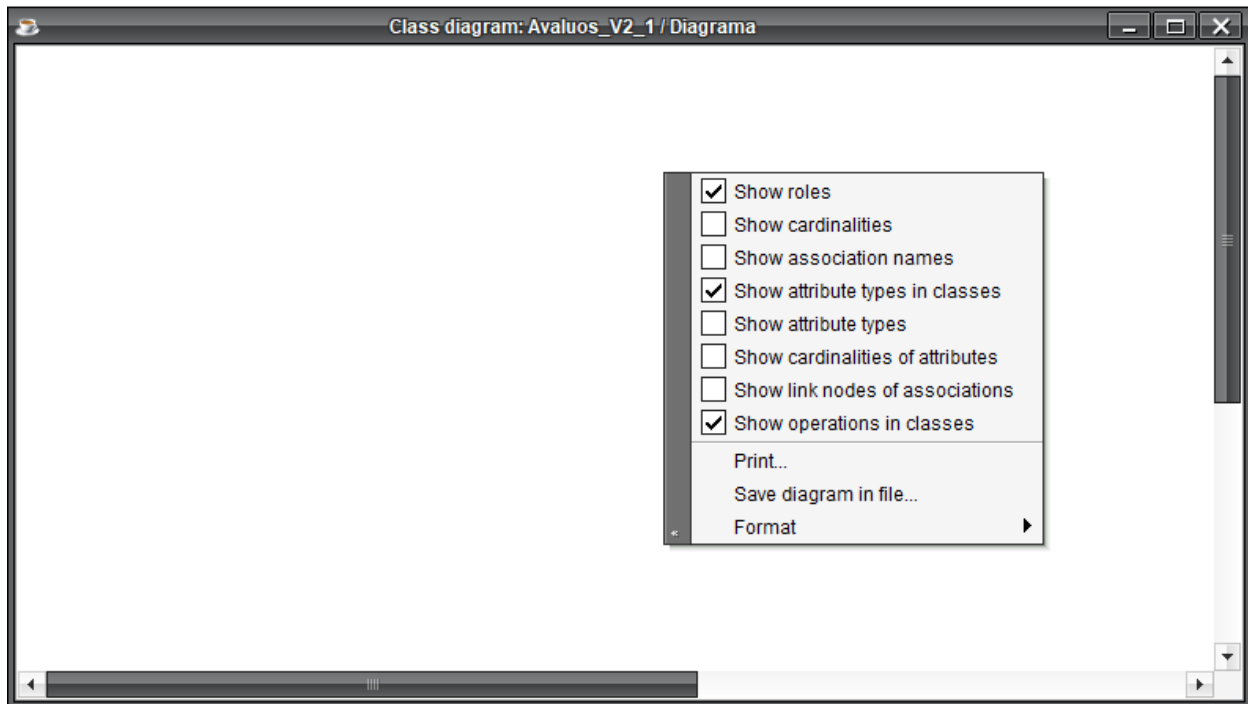 Class diagram: Avaluos_V2_1 / Diagrama
Show roles
Show cardinalities
Show association names
Show attribute types in classes
Show attribute types
Show cardinalities of attributes
Show link nodes of associations
Show operations in classes
Print...
Save diagram in file...
Format